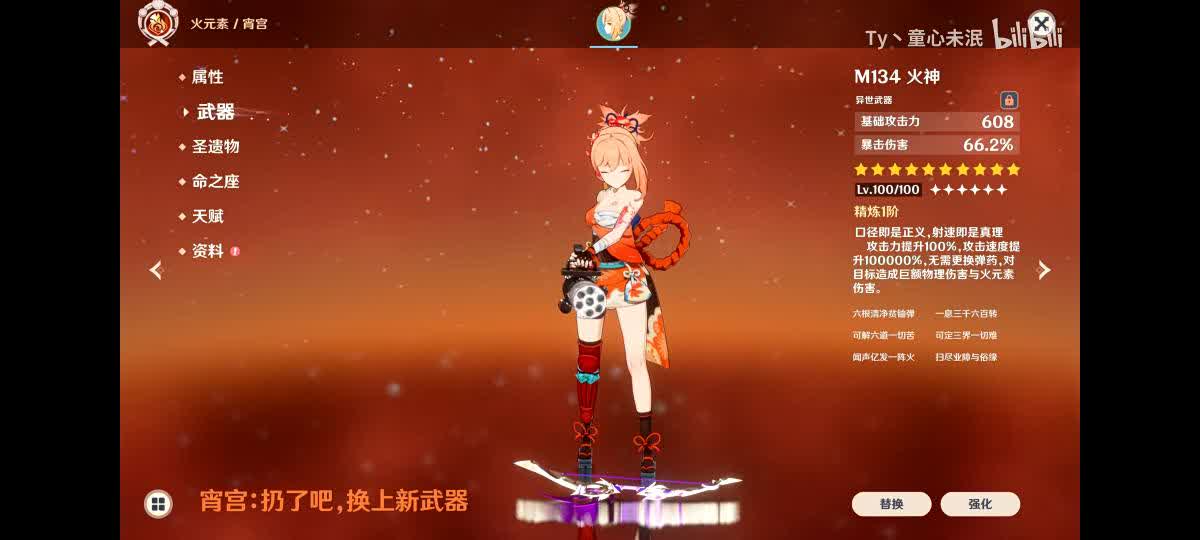 火元素 / 宵宫
Ty丶童心未泯 bilibili
属性
武器
圣遗物
命之座
天赋
资料
M134 火神
异世武器
基础攻击力 608
暴击伤害 66.2%
Lv.100/100
精炼1阶
口径即是正义,射速即是真理
攻击力提升100%,攻击速度提
升100000%,无需更换弹药,对
目标造成巨额物理伤害与火元素
伤害。
六根清净贫铀弹 一息三千六百转
可解六道一切苦 可定三界一切难
闻声亿发一阵火 扫尽业障与俗缘
宵宫:扔了吧,换上新武器
替换
强化